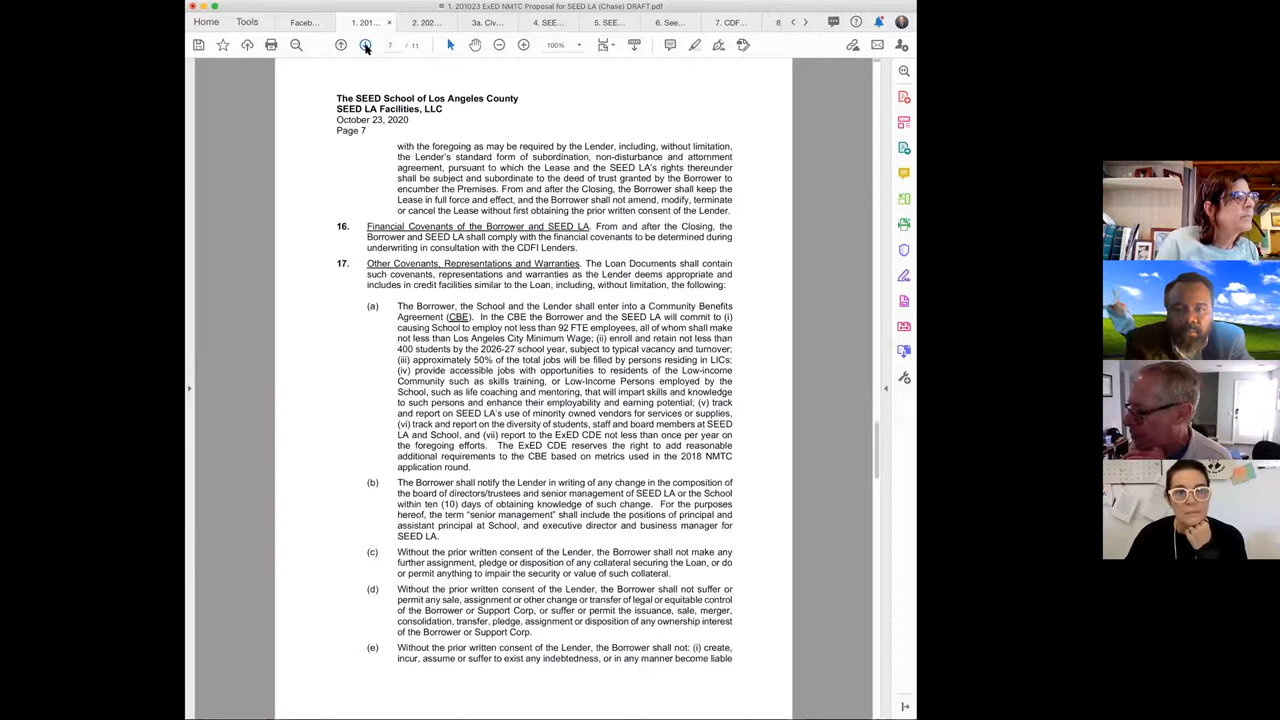 1. 201023 ExED NMTC Proposal for SEED LA (Chase) DRAFT.pdf
Home Tools Faceb... 1. 201... × 2. 202... 3a. Civ... 4. SEE... 5. SEE... 6. See... 7. CDF... 8
7 / 11 100%
The SEED School of Los Angeles County
SEED LA Facilities, LLC
October 23, 2020
Page 7
with the foregoing as may be required by the Lender, including, without limitation,
the Lender's standard form of subordination, non-disturbance and attornment
agreement, pursuant to which the Lease and the SEED LA's rights thereunder
shall be subject and subordinate to the deed of trust granted by the Borrower to
encumber the Premises. From and after the Closing, the Borrower shall keep the
Lease in full force and effect, and the Borrower shall not amend, modify, terminate
or cancel the Lease without first obtaining the prior written consent of the Lender.
16. Financial Covenants of the Borrower and SEED LA. From and after the Closing, the
Borrower and SEED LA shall comply with the financial covenants to be determined during
underwriting in consultation with the CDFI Lenders.
17. Other Covenants, Representations and Warranties. The Loan Documents shall contain
such covenants, representations and warranties as the Lender deems appropriate and
includes in credit facilities similar to the Loan, including, without limitation, the following:
(a) The Borrower, the School and the Lender shall enter into a Community Benefits
Agreement (CBE). In the CBE the Borrower and the SEED LA will commit to (i)
causing School to employ not less than 92 FTE employees, all of whom shall make
not less than Los Angeles City Minimum Wage; (ii) enroll and retain not less than
400 students by the 2026-27 school year, subject to typical vacancy and turnover;
(iii) approximately 50% of the total jobs will be filled by persons residing in LICs;
(iv) provide accessible jobs with opportunities to residents of the Low-income
Community such as skills training, or Low-Income Persons employed by the
School, such as life coaching and mentoring, that will impart skills and knowledge
to such persons and enhance their employability and earning potential; (v) track
and report on SEED LA's use of minority owned vendors for services or supplies,
(vi) track and report on the diversity of students, staff and board members at SEED
LA and School, and (vii) report to the ExED CDE not less than once per year on
the foregoing efforts. The ExED CDE reserves the right to add reasonable
additional requirements to the CBE based on metrics used in the 2018 NMTC
application round.
(b) The Borrower shall notify the Lender in writing of any change in the composition of
the board of directors/trustees and senior management of SEED LA or the School
within ten (10) days of obtaining knowledge of such change. For the purposes
hereof, the term "senior management" shall include the positions of principal and
assistant principal at School, and executive director and business manager for
SEED LA.
(c) Without the prior written consent of the Lender, the Borrower shall not make any
further assignment, pledge or disposition of any collateral securing the Loan, or do
or permit anything to impair the security or value of such collateral.
(d) Without the prior written consent of the Lender, the Borrower shall not suffer or
permit any sale, assignment or other change or transfer of legal or equitable control
of the Borrower or Support Corp, or suffer or permit the issuance, sale, merger,
consolidation, transfer, pledge, assignment or disposition of any ownership interest
of the Borrower or Support Corp.
(e) Without the prior written consent of the Lender, the Borrower shall not: (i) create,
incur, assume or suffer to exist any indebtedness, or in any manner become liable